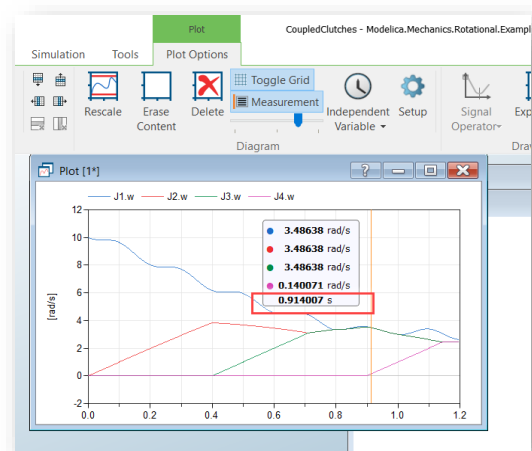 Plot
CoupledClutches - Modelica.Mechanics.Rotational.Exampl
Simulation
Tools
Plot Options
Rescale
Erase
Content
Delete
Toggle Grid
Measurement
Independent
Variable
Setup
Signal
Operator
Exp
Diagram
Draw
Plot [1*]
J1.w
J2.w
J3.w
J4.w
12
10
8
6
4
2
0
-2
[rad/s]
3.48638 rad/s
3.48638 rad/s
3.48638 rad/s
0.140071 rad/s
0.914007 s
0.0
0.2
0.4
0.6
0.8
1.0
1.2